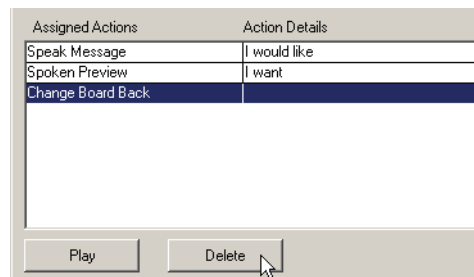 Assigned Actions Action Details
Speak Message I would like
Spoken Preview I want
Change Board Back
Play Delete